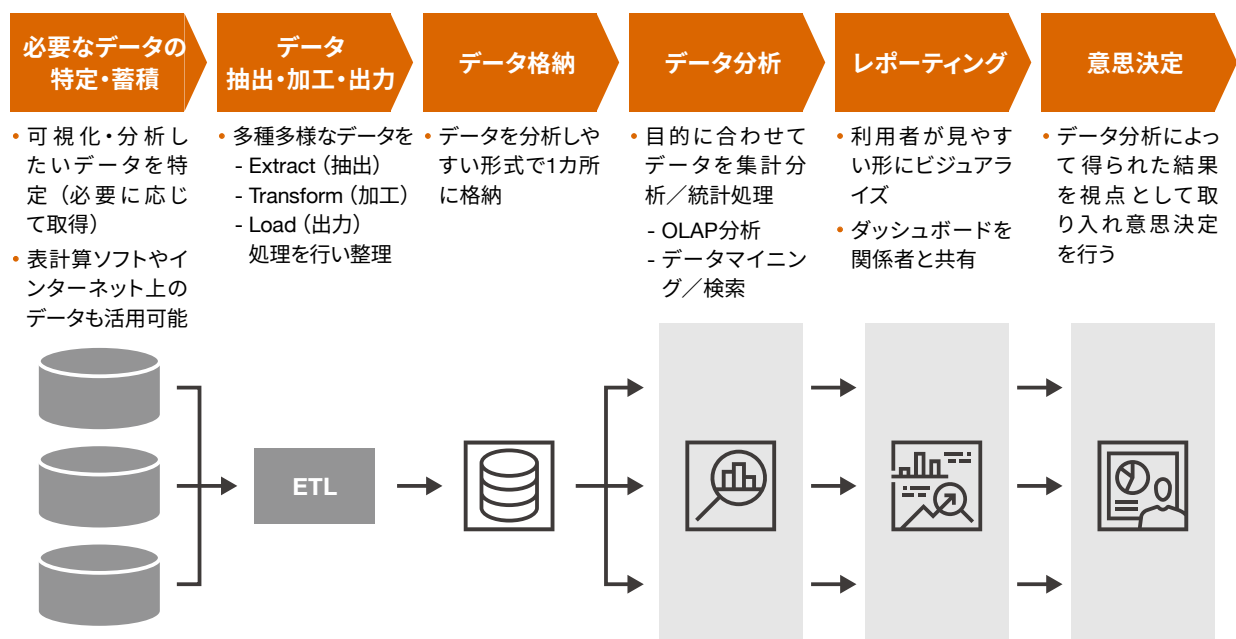 必要なデータの
特定・蓄積
データ
抽出・加工・出力
データ格納
データ分析
レポーティング
意思決定
・可視化・分析し
たいデータを特
定（必要に応じ
て取得）
・表計算ソフトやイ
ンターネット上の
データも活用可能
・多種多様なデータを
- Extract（抽出）
- Transform（加工）
- Load（出力）
処理を行い整理
・データを分析しや
すい形式で1カ所
に格納
・目的に合わせて
データを集計分
析／統計処理
- OLAP分析
- データマイニン
グ／検索
・利用者が見やす
い形にビジュアラ
イズ
・ダッシュボードを
関係者と共有
・データ分析によっ
て得られた結果
を視点として取
り入れ意思決定
を行う
ETL